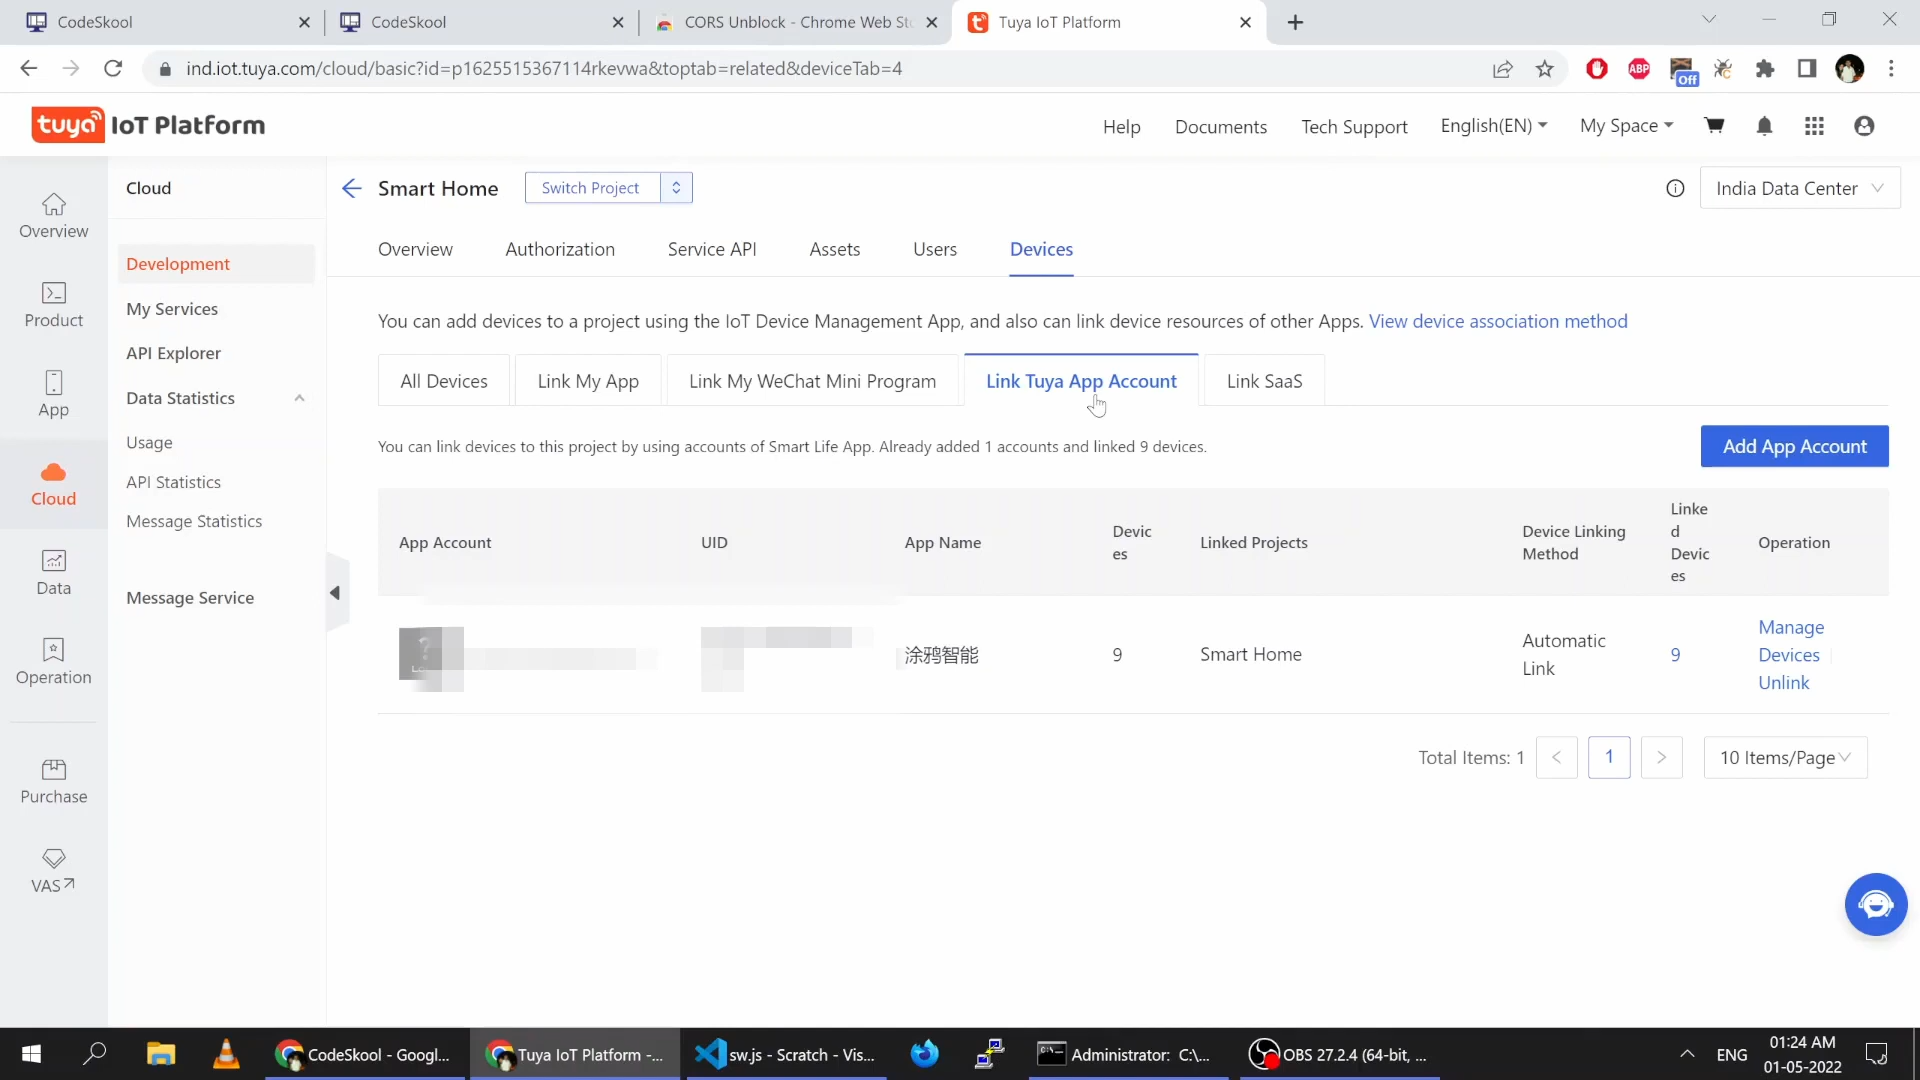 CodeSkool
CodeSkool
CORS Unblock - Chrome Web Sto
Tuya IoT Platform
ind.iot.tuya.com/cloud/basic?id=p1625515367114rkevwa&toptab=related&deviceTab=4
ABP
Off
tuya IoT Platform
Help
Documents
Tech Support
English(EN)
My Space
Overview
Product
App
Cloud
Data
Operation
Purchase
VAS
Cloud
Development
My Services
API Explorer
Data Statistics
Usage
API Statistics
Message Statistics
Message Service
Smart Home
Switch Project
India Data Center
Overview
Authorization
Service API
Assets
Users
Devices
You can add devices to a project using the IoT Device Management App, and also can link device resources of other Apps. View device association method
All Devices
Link My App
Link My WeChat Mini Program
Link Tuya App Account
Link SaaS
You can link devices to this project by using accounts of Smart Life App. Already added 1 accounts and linked 9 devices.
Add App Account
App Account
UID
App Name
Devic
es
Linked Projects
Device Linking
Method
Linke
d
Devic
es
Operation
涂鸦智能
9
Smart Home
Automatic
Link
9
Manage
Devices
Unlink
Total Items: 1
<
1
>
10 Items/Page
CodeSkool - Googl...
Tuya IoT Platform -...
sw.js - Scratch - Vis...
Administrator: C:\...
OBS 27.2.4 (64-bit, ...
ENG
01:24 AM
01-05-2022